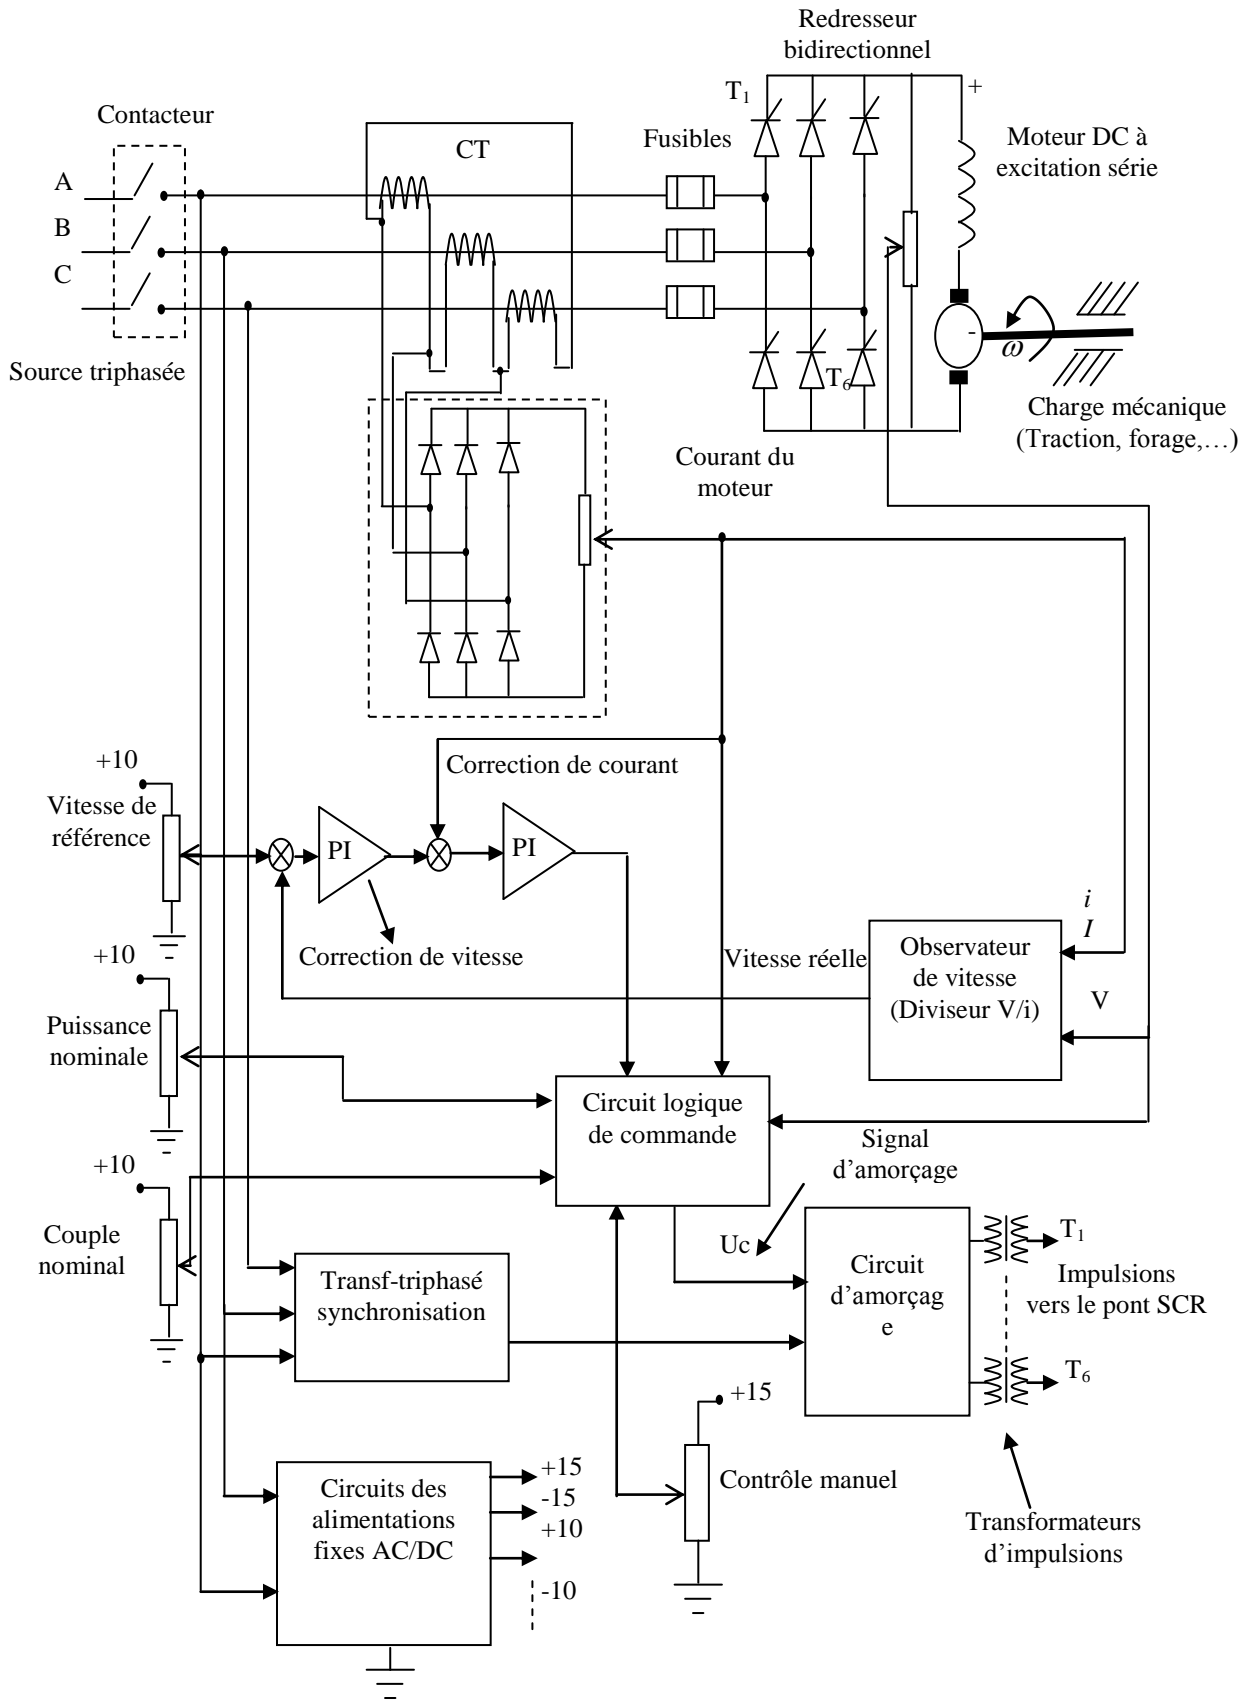 Redresseur
bidirectionnel
T1
+
Contacteur
CT
Fusibles
Moteur DC à
excitation série
A
B
C
-
ω
Source triphasée
T6
Charge mécanique
(Traction, forage,…)
Courant du
moteur
+10
Vitesse de
référence
Correction de courant
PI
PI
Correction de vitesse
+10
Puissance
nominale
Vitesse réelle
Observateur
de vitesse
(Diviseur V/i)
i
I
V
Circuit logique
de commande
Signal
d’amorçage
+10
Couple
nominal
Uc
Transf-triphasé
synchronisation
Circuit
d’amorçag
e
T1
Impulsions
vers le pont SCR
T6
+15
Contrôle manuel
Circuits des
alimentations
fixes AC/DC
+15
-15
+10
-10
Transformateurs
d’impulsions